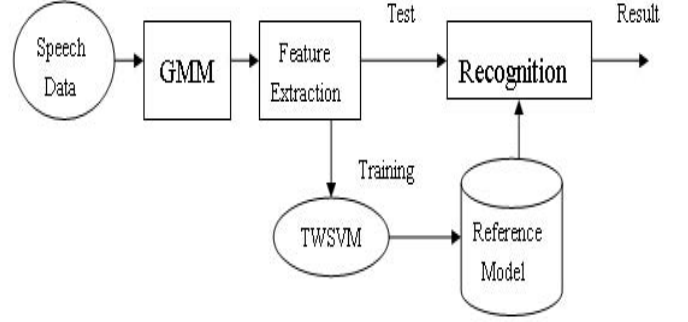 Test
Result
Speech
Data
GMM
Feature
Extraction
Recognition
Training
TWSVM
Reference
Model